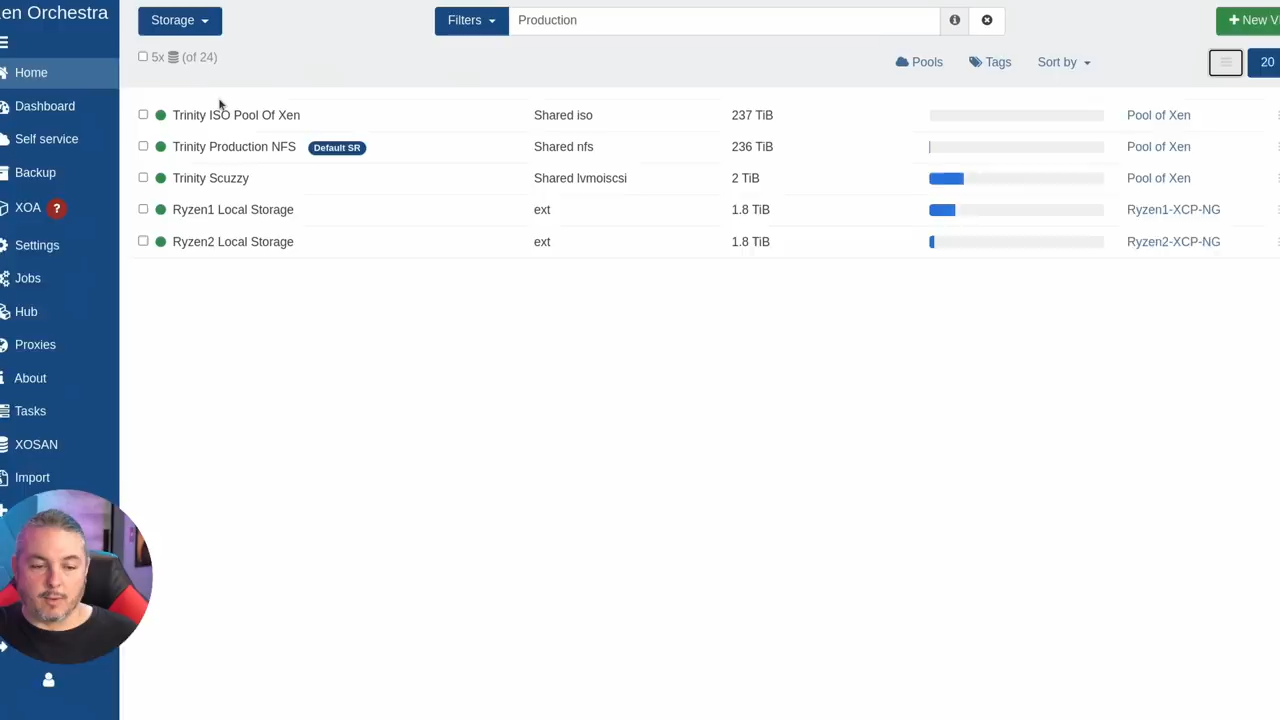 en Orchestra
Storage
Filters
Production
New V
5x (of 24)
Pools
Tags
Sort by
20
Home
Dashboard
Self service
Backup
XOA ?
Settings
Jobs
Hub
Proxies
About
Tasks
XOSAN
Import
Trinity ISO Pool Of Xen Shared iso 237 TiB Pool of Xen
Trinity Production NFS Default SR Shared nfs 236 TiB Pool of Xen
Trinity Scuzzy Shared lvmoiscsi 2 TiB Pool of Xen
Ryzen1 Local Storage ext 1.8 TiB Ryzen1-XCP-NG
Ryzen2 Local Storage ext 1.8 TiB Ryzen2-XCP-NG